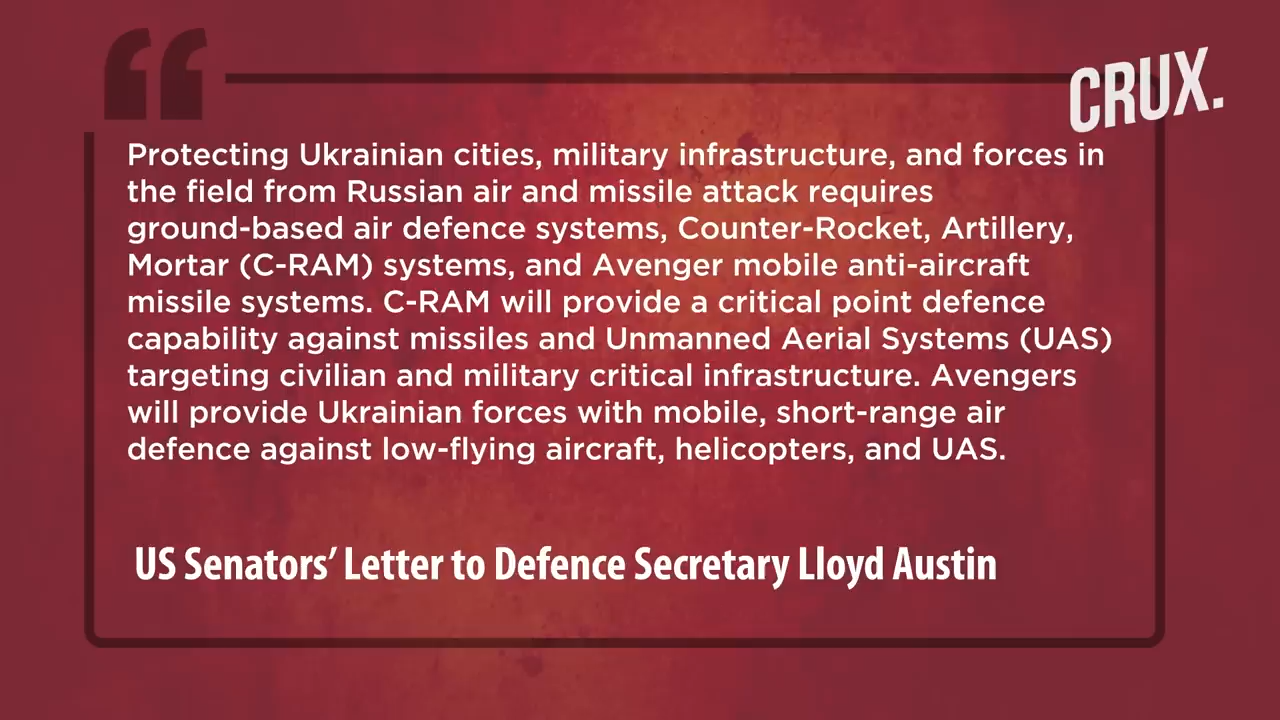 CRUX.
Protecting Ukrainian cities, military infrastructure, and forces in
the field from Russian air and missile attack requires
ground-based air defence systems, Counter-Rocket, Artillery,
Mortar (C-RAM) systems, and Avenger mobile anti-aircraft
missile systems. C-RAM will provide a critical point defence
capability against missiles and Unmanned Aerial Systems (UAS)
targeting civilian and military critical infrastructure. Avengers
will provide Ukrainian forces with mobile, short-range air
defence against low-flying aircraft, helicopters, and UAS.
US Senators’ Letter to Defence Secretary Lloyd Austin